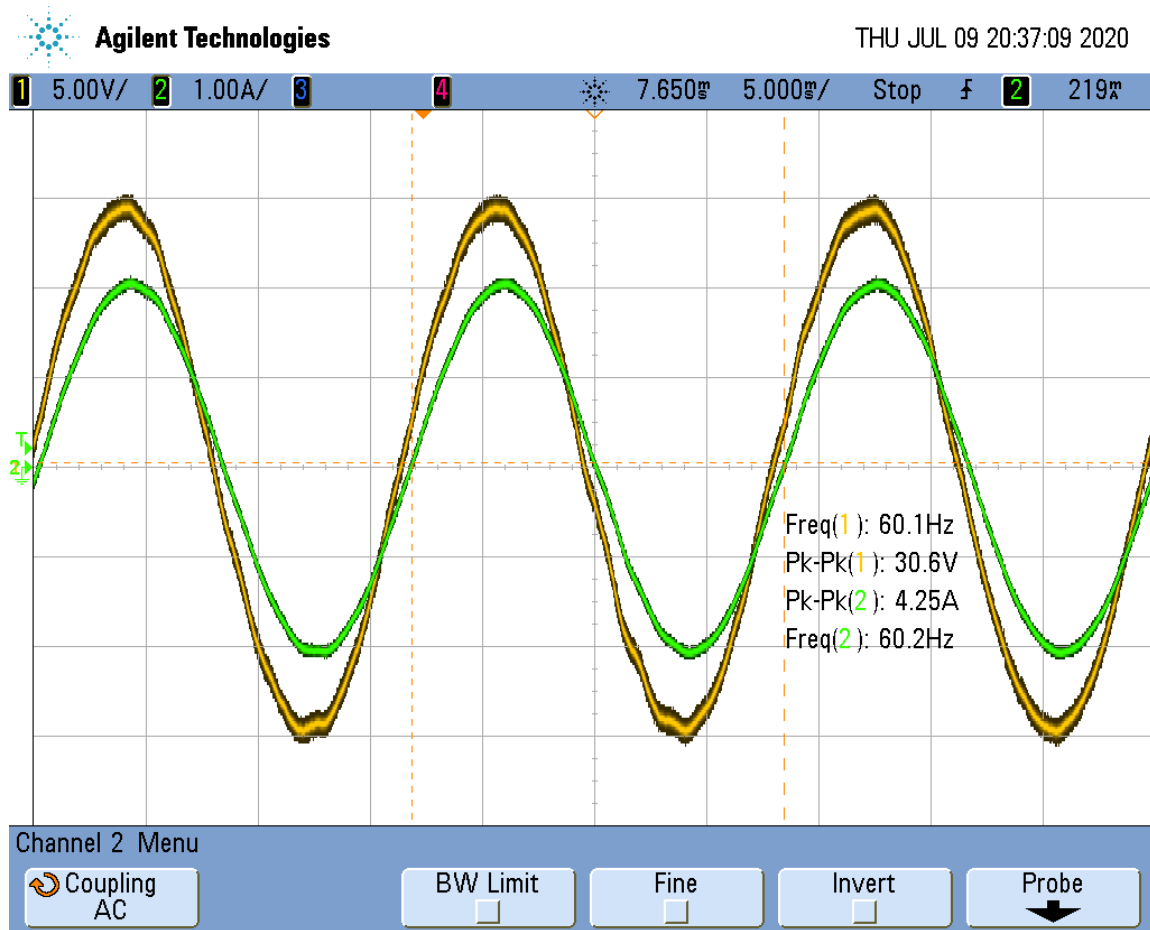 Agilent Technologies THU JUL 09 20:37:09 2020
1 5.00V/ 2 1.00A/ 3 4 7.650ms 5.000ms/ Stop 2 219mA
T
2
Freq(1): 60.1Hz
Pk-Pk(1): 30.6V
Pk-Pk(2): 4.25A
Freq(2): 60.2Hz
Channel 2 Menu
Coupling BW Limit Fine Invert Probe
AC